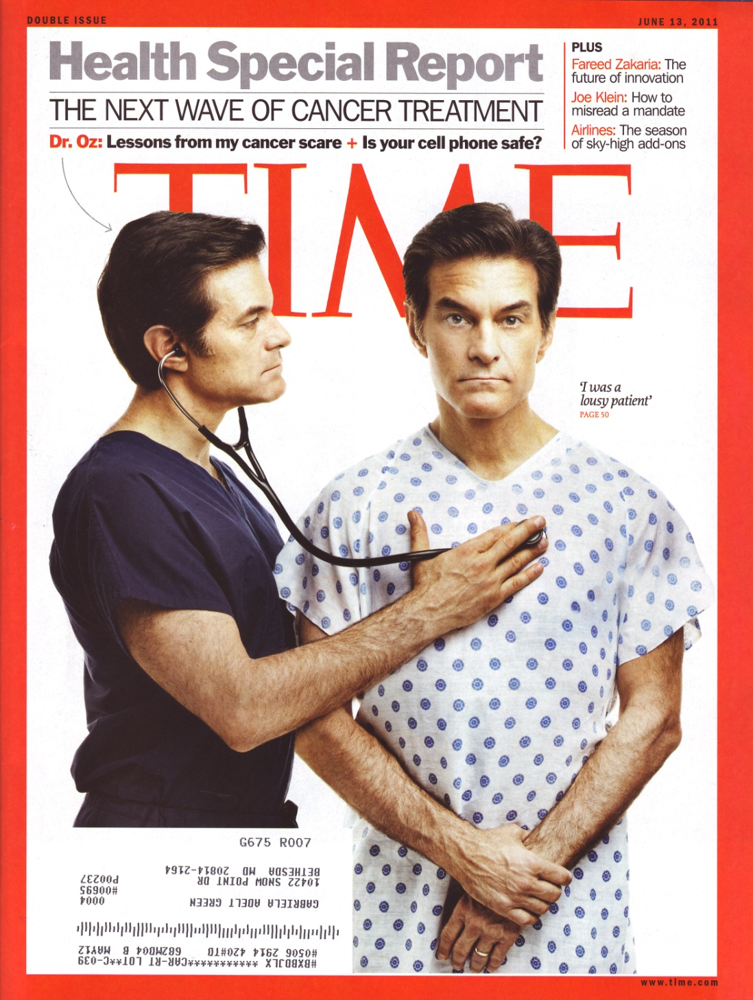 DOUBLE ISSUE
JUNE 13, 2011
Health Special Report
THE NEXT WAVE OF CANCER TREATMENT
Dr. Oz: Lessons from my cancer scare + Is your cell phone safe?
PLUS
Fareed Zakaria: The
future of innovation
Joe Klein: How to
misread a mandate
Airlines: The season
of sky-high add-ons
TIME
'I was a
lousy patient'
PAGE 50
G675 R007
#BXBDJLX ************CAR-RT LOT**C-039
#0506 2914 420#TD 682MD04 B MAY12
GABRIELA ADELT GREEN 0004
#00695
10422 SNOW POINT DR P00237
BETHESDA MD 20814-2164
www.time.com